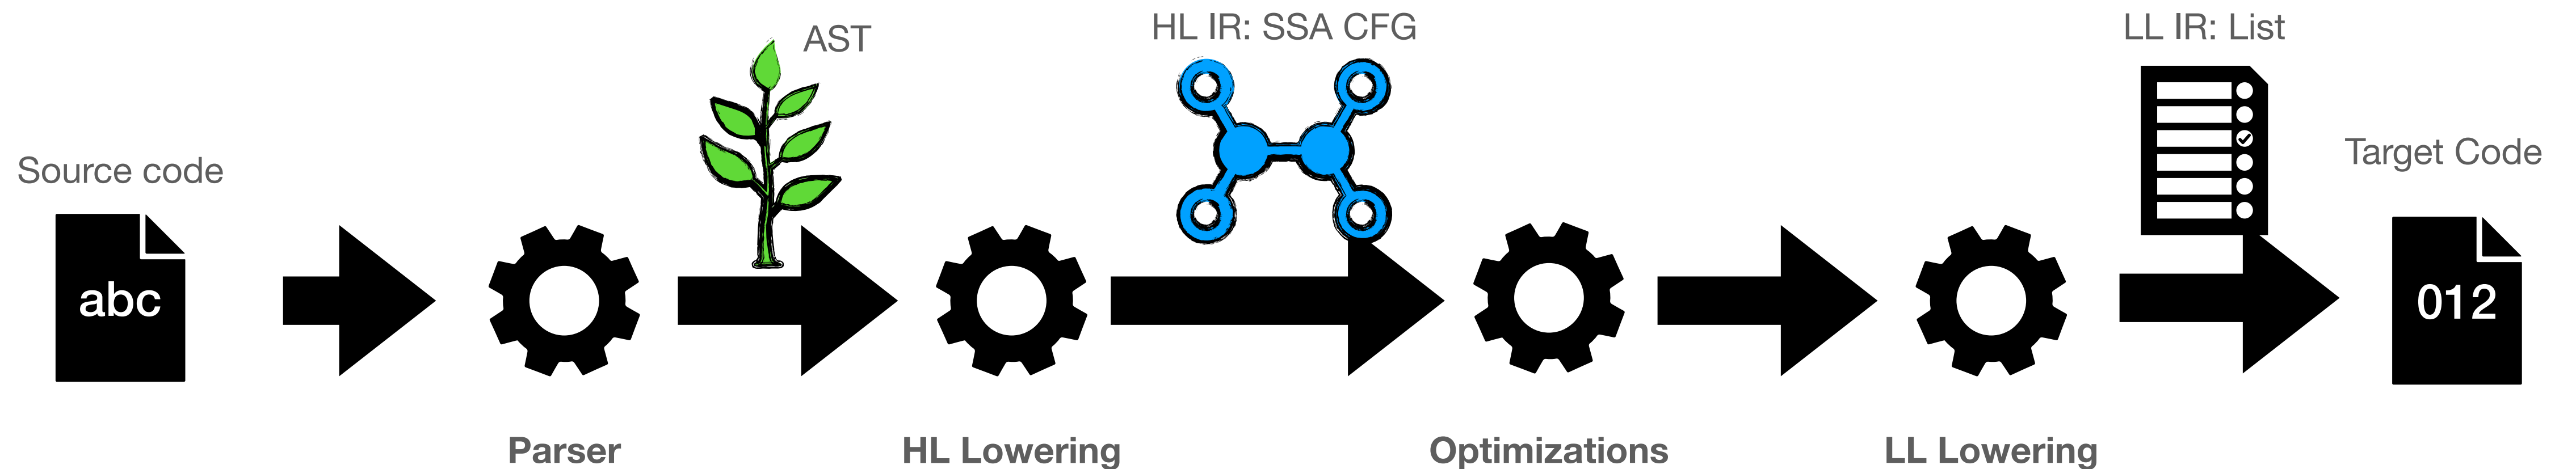 Source code
abc
Parser
AST
HL Lowering
HL IR: SSA CFG
Optimizations
LL Lowering
LL IR: List
Target Code
012